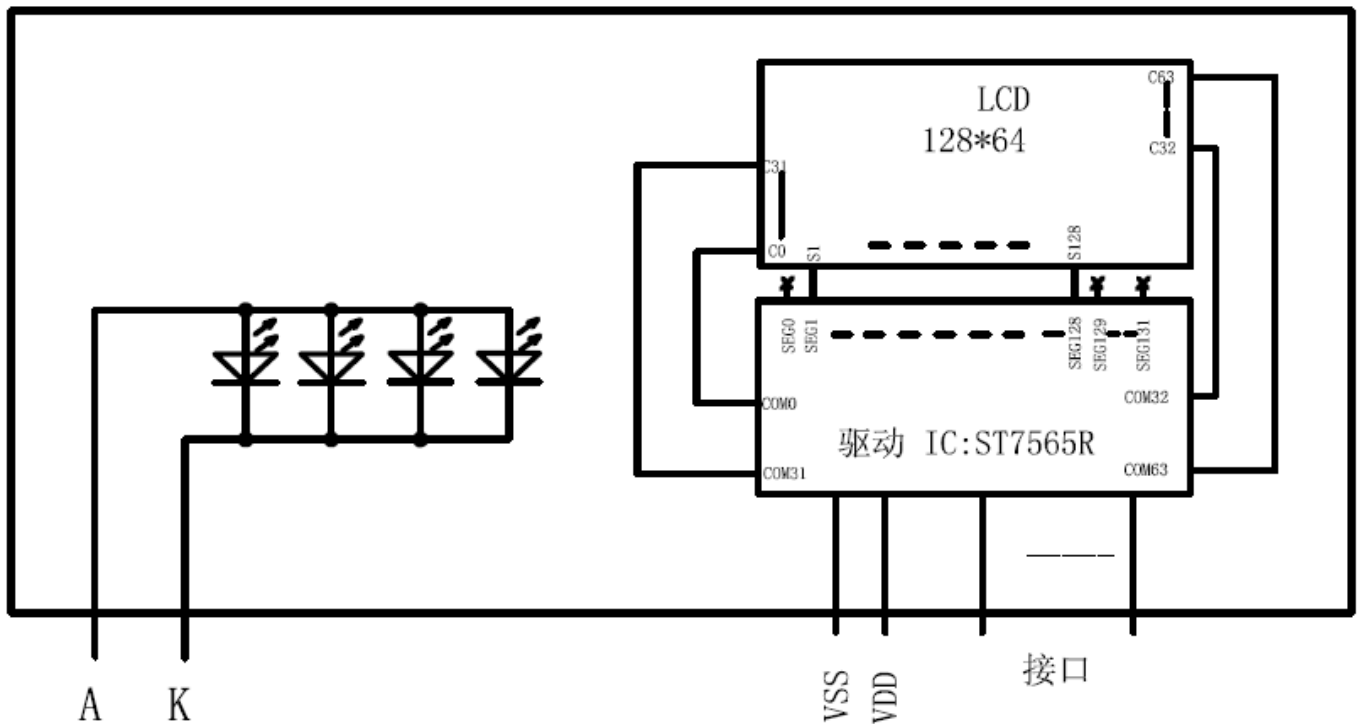 LCD
128*64
C63
C32
C31
C0
S1
S128
SEG0
SEG1
SEG128
SEG129
SEG131
COM0
COM32
驱动 IC:ST7565R
COM31
COM63
A
K
VSS
VDD
接口